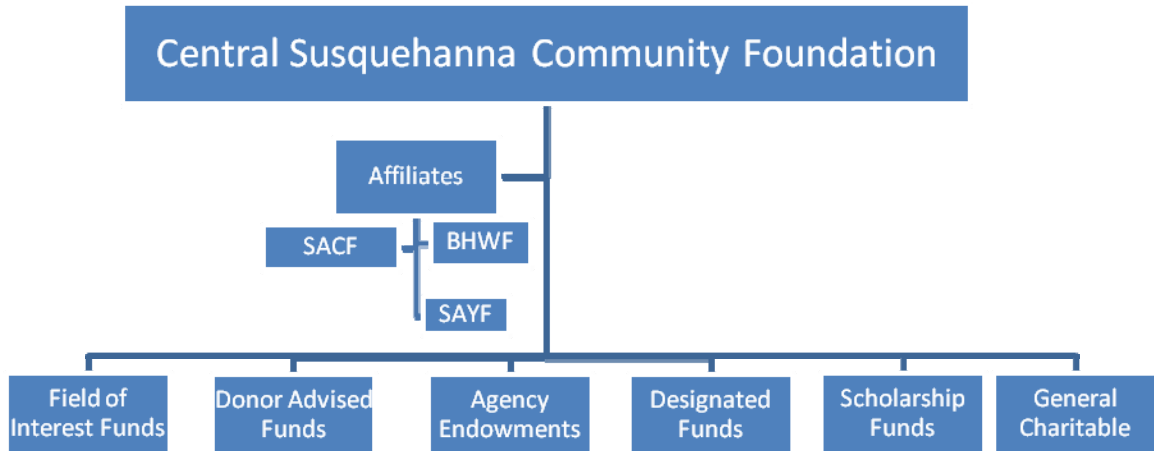 Central Susquehanna Community Foundation
Affiliates
SACF
BHWF
SAYF
Field of
Interest Funds
Donor Advised
Funds
Agency
Endowments
Designated
Funds
Scholarship
Funds
General
Charitable